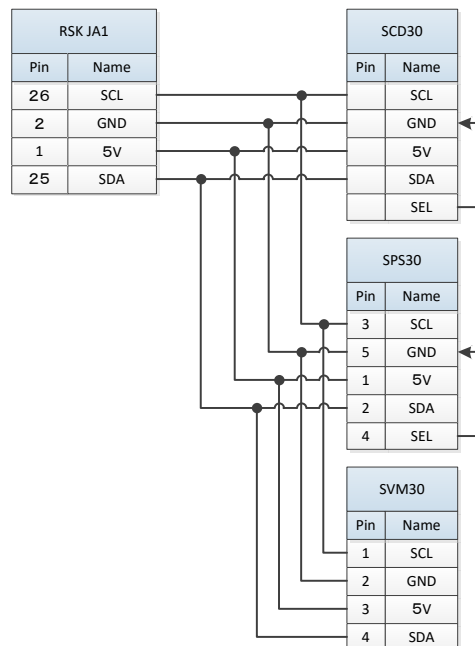 RSK JA1
Pin Name
26 SCL
2 GND
1 5V
25 SDA
SCD30
Pin Name
SCL
GND
5V
SDA
SEL
SPS30
Pin Name
3 SCL
5 GND
1 5V
2 SDA
4 SEL
SVM30
Pin Name
1 SCL
2 GND
3 5V
4 SDA